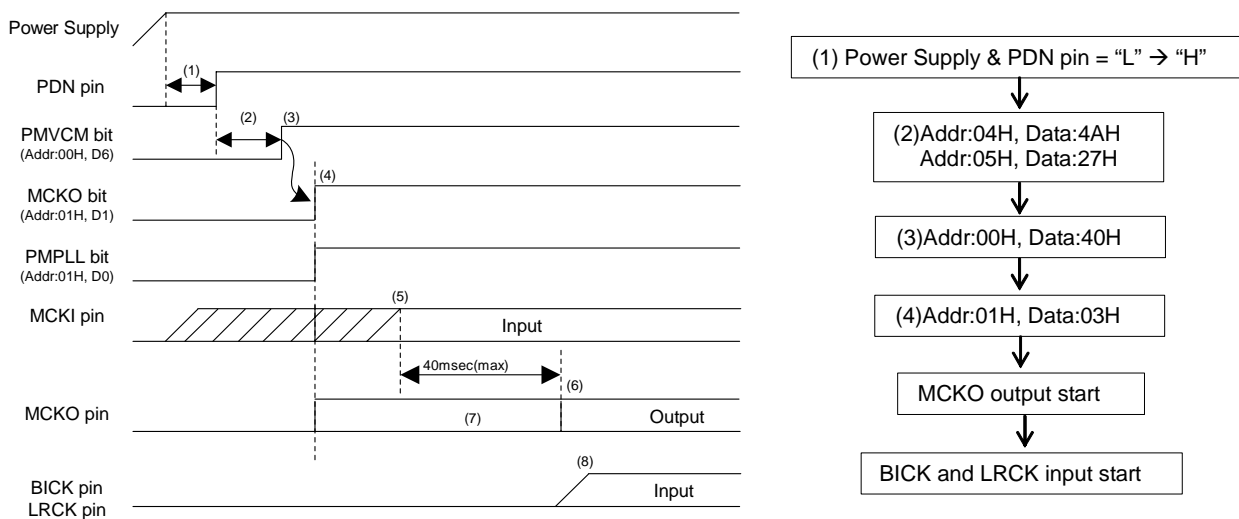 Power Supply
(1)
PDN pin
(2)
(3)
PMVCM bit
(Addr:00H, D6)
(4)
MCKO bit
(Addr:01H, D1)
PMPLL bit
(Addr:01H, D0)
(5)
MCKI pin
Input
40msec(max)
(6)
MCKO pin
(7)
Output
(8)
BICK pin
LRCK pin
Input
(1) Power Supply & PDN pin = “L” → “H”
(2)Addr:04H, Data:4AH
Addr:05H, Data:27H
(3)Addr:00H, Data:40H
(4)Addr:01H, Data:03H
MCKO output start
BICK and LRCK input start